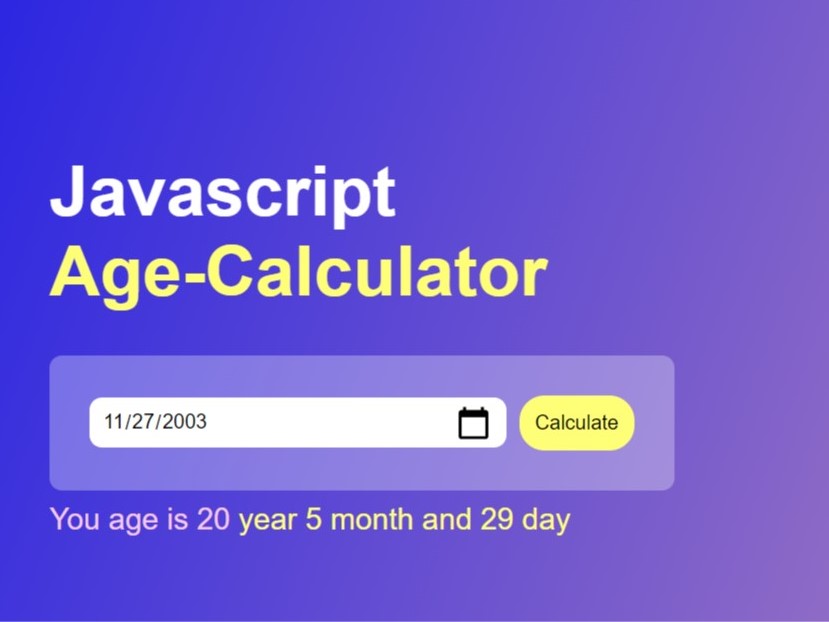 Javascript
Age-Calculator
11/27/2003 Calculate
You age is 20 year 5 month and 29 day